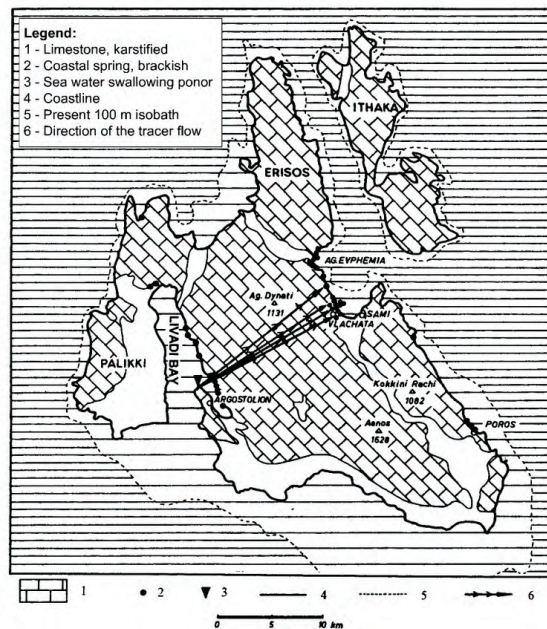 Legend:
1 - Limestone, karstified
2 - Coastal spring, brackish
3 - Sea water swallowing ponor
4 - Coastline
5 - Present 100 m isobath
6 - Direction of the tracer flow
ITHAKA
ERISOS
AG. EVPHEMIA
Ag. Dynati
1131
SAMI
VLACHATA
LIVADI BAY
PALIKKI
Kokkini Rachi
1082
ARGOSTOLION
Aenos
1628
POROS
1 2 3 4 5 6
0 5 10 km